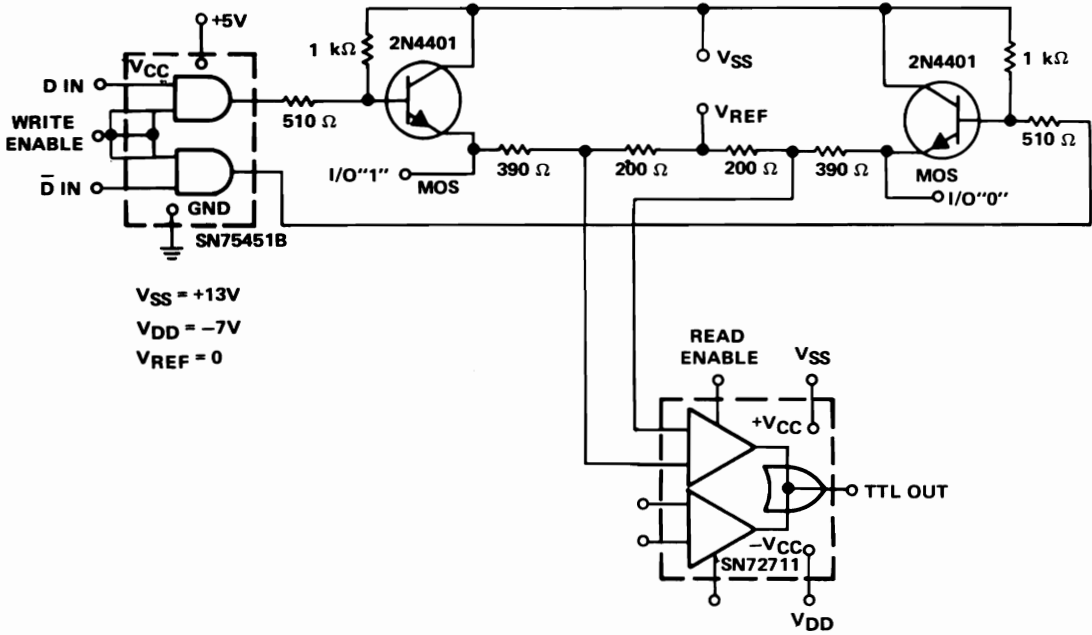 +5V
VCC
D IN
WRITE
ENABLE
D̅ IN
GND
SN75451B
510 Ω
1 kΩ
2N4401
I/O"1"
MOS
390 Ω
200 Ω
VSS
VREF
200 Ω
390 Ω
2N4401
1 kΩ
510 Ω
MOS
I/O"0"
VSS = +13V
VDD = −7V
VREF = 0
READ
ENABLE
VSS
+VCC
TTL OUT
−VCC
SN72711
VDD